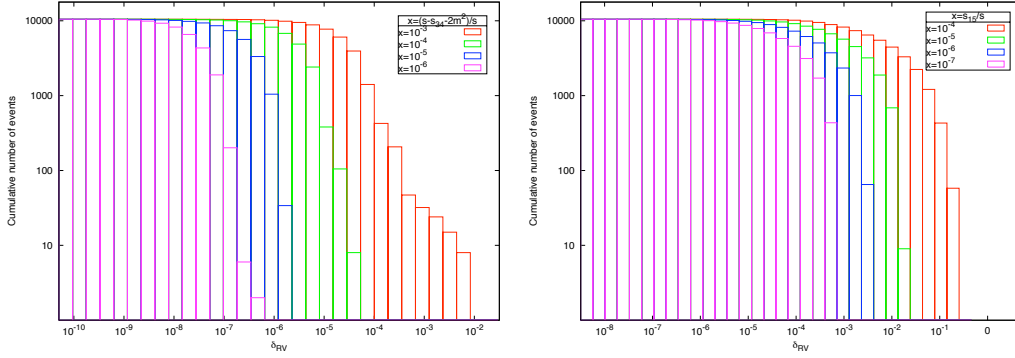 10000
1000
100
10
Cumulative number of events
x=(s-s₃₄-2m²)/s
x=10⁻³
x=10⁻⁴
x=10⁻⁵
x=10⁻⁶
10⁻¹⁰ 10⁻⁹ 10⁻⁸ 10⁻⁷ 10⁻⁶ 10⁻⁵ 10⁻⁴ 10⁻³ 10⁻²
δ_RV
10000
1000
100
10
Cumulative number of events
x=s₁₅/s
x=10⁻⁴
x=10⁻⁵
x=10⁻⁶
x=10⁻⁷
10⁻⁸ 10⁻⁷ 10⁻⁶ 10⁻⁵ 10⁻⁴ 10⁻³ 10⁻² 10⁻¹ 0
δ_RV